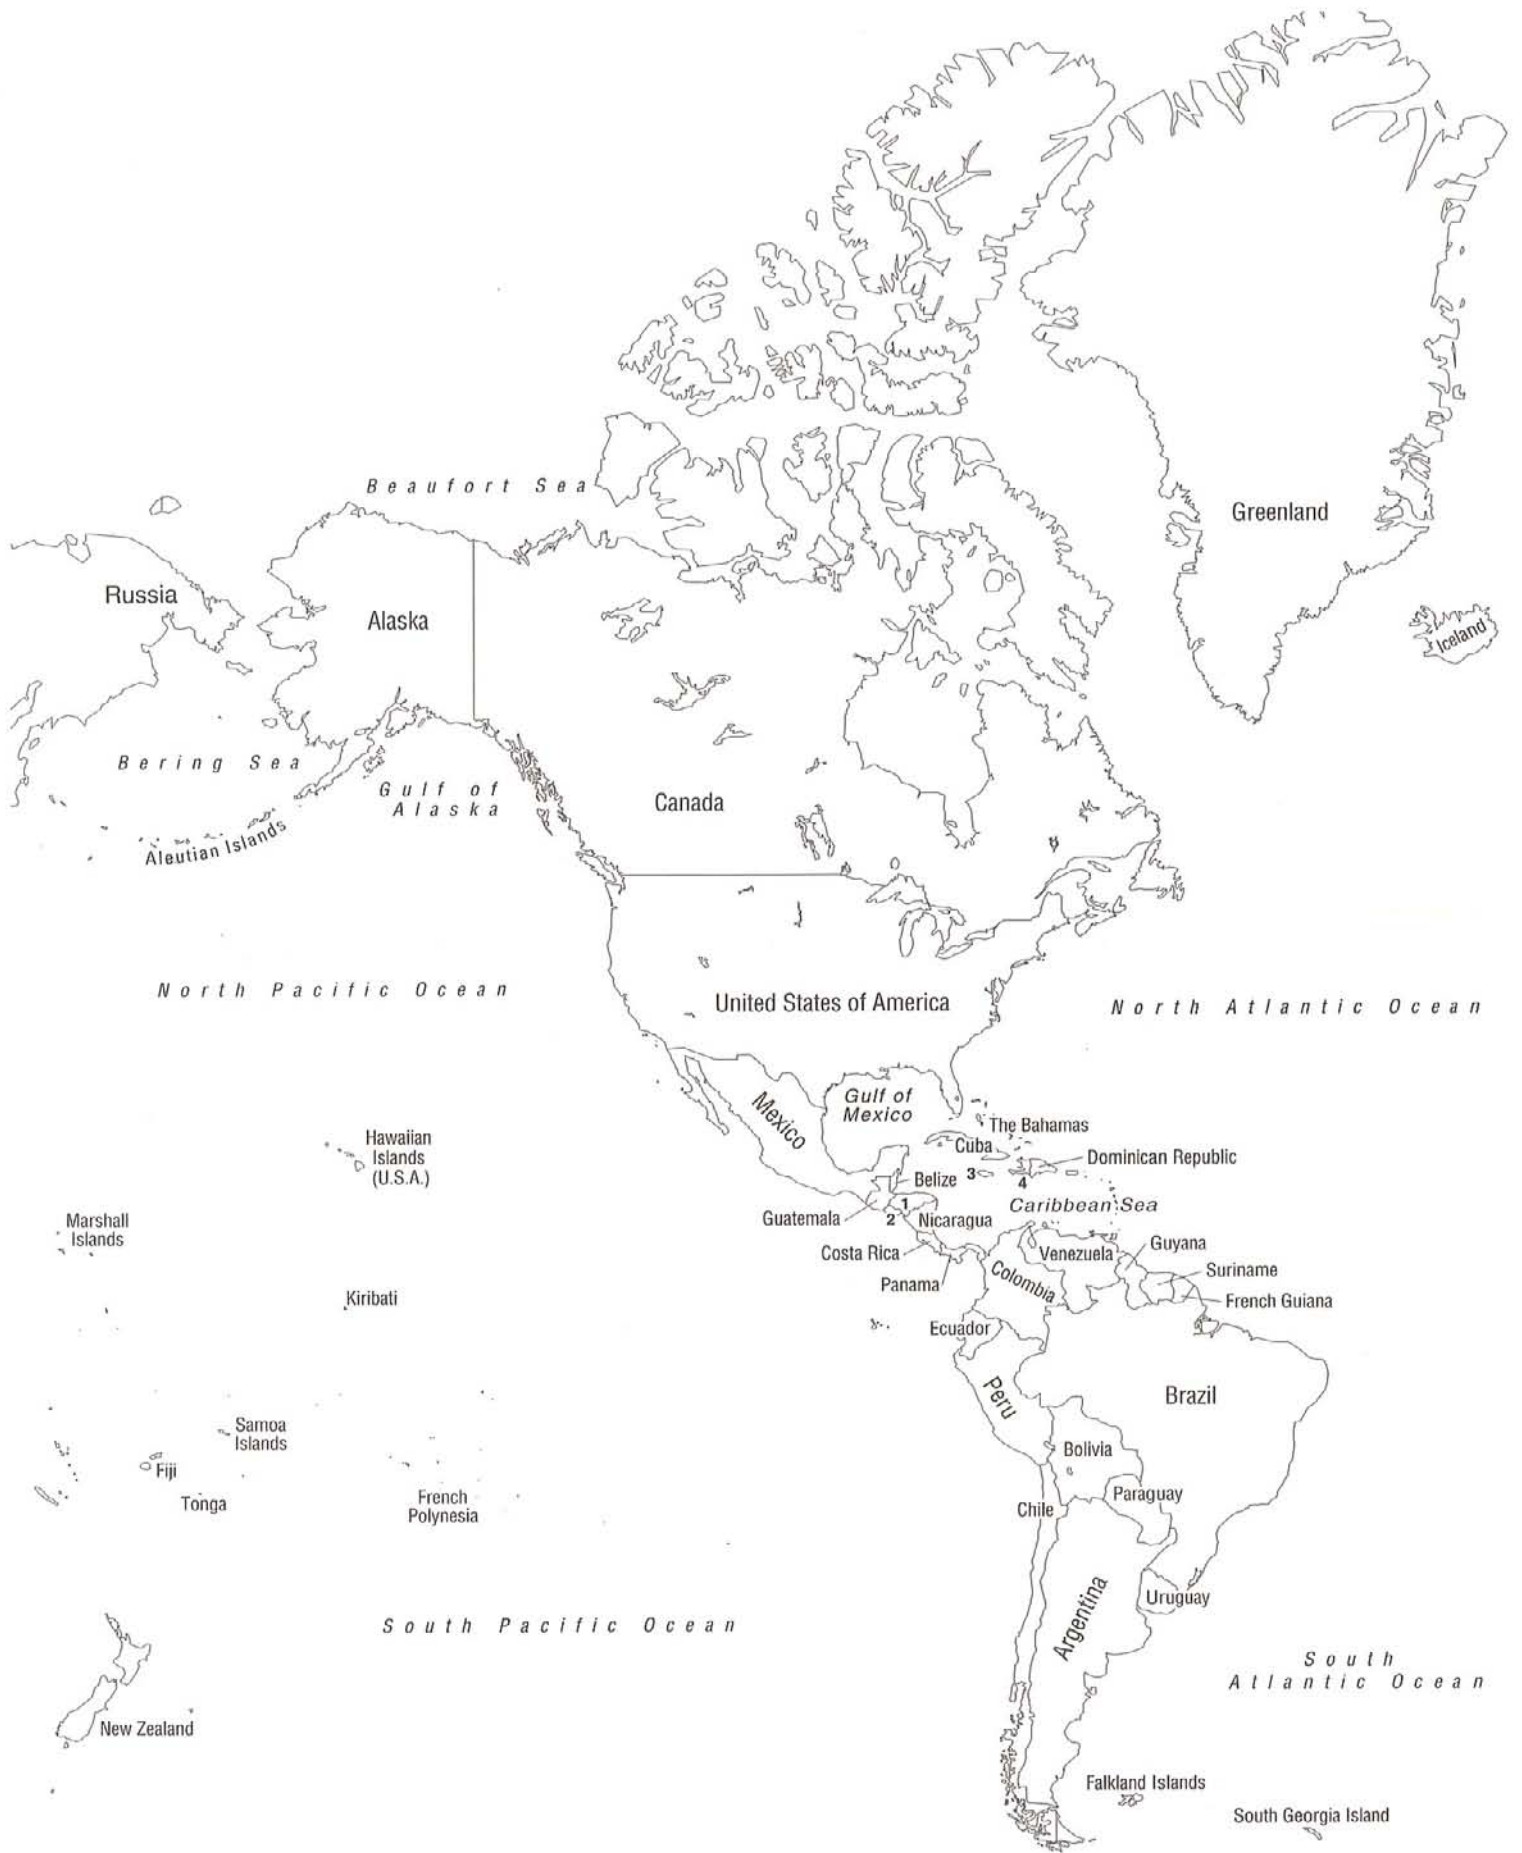 Beaufort Sea
Greenland
Russia
Alaska
Iceland
Bering Sea
Gulf of
Alaska
Canada
Aleutian Islands
North Pacific Ocean
United States of America
North Atlantic Ocean
Gulf of
Mexico
Mexico
The Bahamas
Hawaiian
Islands
(U.S.A.)
Cuba
Dominican Republic
Belize
3
4
1
Caribbean Sea
Guatemala
2
Nicaragua
Marshall
Islands
Costa Rica
Venezuela
Guyana
Panama
Colombia
Suriname
Kiribati
French Guiana
Ecuador
Peru
Brazil
Samoa
Islands
Bolivia
Fiji
Tonga
French
Polynesia
Chile
Paraguay
Argentina
Uruguay
South Pacific Ocean
South
Atlantic Ocean
New Zealand
Falkland Islands
South Georgia Island